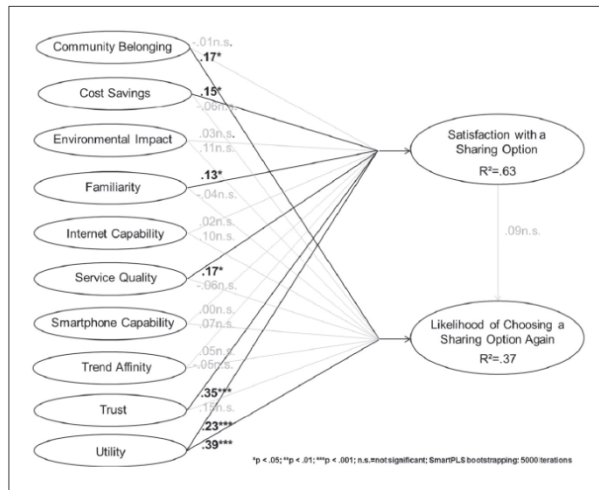 Community Belonging
-.01n.s.
.17*
Cost Savings
.15*
-.06n.s.
Environmental Impact
.03n.s.
.11n.s.
Familiarity
.13*
-.04n.s.
Internet Capability
.02n.s.
.10n.s.
Service Quality
.17*
-.06n.s.
Smartphone Capability
.00n.s.
.07n.s.
Trend Affinity
.05n.s.
-.05n.s.
Trust
.35***
.15n.s.
Utility
.23***
.39***
Satisfaction with a
Sharing Option
R²=.63
.09n.s.
Likelihood of Choosing a
Sharing Option Again
R²=.37
*p < .05; **p < .01; ***p < .001; n.s.=not significant; SmartPLS bootstrapping: 5000 iterations